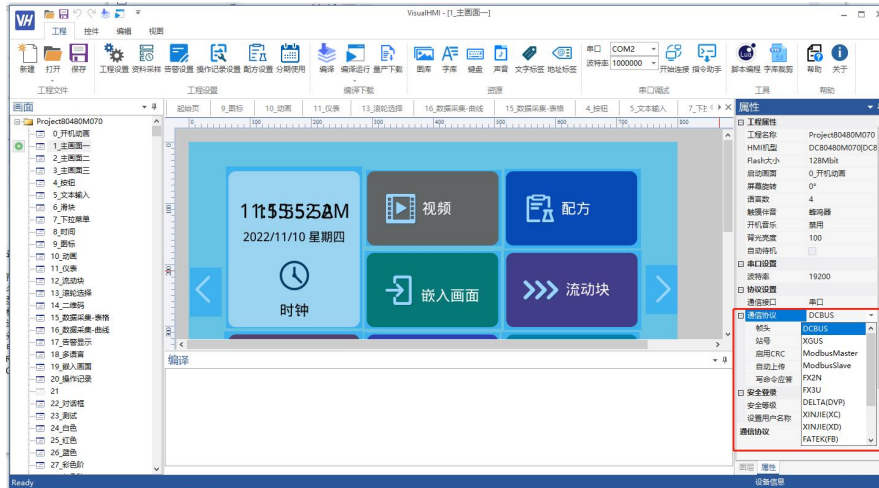 VisualHMI - [1_主画面一]
VH
工程 控件 编辑 视图
新建 打开 保存 工程设置 资料采样 告警设置 操作记录设置 配方设置 分期使用 编译 编译运行 量产下载 图库 字库 键盘 声音 文字标签 地址标签 串口 COM2 开始连接 指令助手 脚本编程 字库裁剪 帮助 关于
波特率 1000000
工程文件 工程设置 编译下载 资源 串口调试 工具 帮助
画面
起始页 9_图标 10_动画 11_仪表 13_滚轮选择 16_数据采集-曲线 15_数据采集-表格 4_按钮 5_文本输入
属性
Project80480M070
0_开机动画
1_主画面一
2_主画面二
3_主画面三
4_按钮
5_文本输入
6_滑块
7_下拉菜单
8_时间
9_图标
10_动画
11_仪表
12_流动块
13_滚轮选择
14_二维码
15_数据采集-表格
16_数据采集-曲线
17_告警显示
18_多语言
19_嵌入画面
20_操作记录
21
22_对话框
23_测试
24_白色
25_红色
26_蓝色
27_彩色阶
0 100 200 300 400 500 600 700 800
2022/11/10 星期四
时钟
视频
配方
嵌入画面
流动块
编译
工程属性
工程名称 Project80480M070
HMI机型 DC80480M070[DC8
Flash大小 128Mbit
启动画面 0_开机动画
屏幕旋转 0°
语言数 4
触摸伴音 蜂鸣器
开机音乐 禁用
背光亮度 100
自动待机
串口设置
波特率 19200
协议设置
通信接口 串口
通信协议 DCBUS
帧头 DCBUS
站号 XGUS
启用CRC ModbusMaster
自动上传 ModbusSlave
写命令应答 FX2N
安全登录 FX3U
安全等级 DELTA(DVP)
设置用户名称 XINJIE(XC)
XINJIE(XD)
通信协议
FATEK(FB)
图层 属性
Ready
设备信息